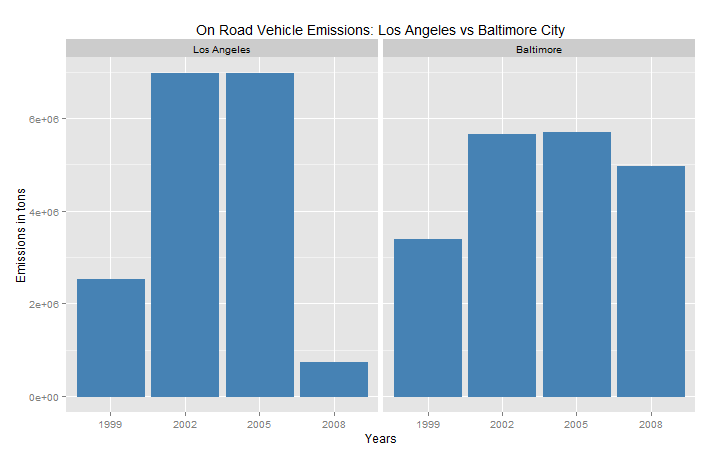 On Road Vehicle Emissions: Los Angeles vs Baltimore City
Los Angeles
Baltimore
Emissions in tons
6e+06
4e+06
2e+06
0e+00
1999
2002
2005
2008
1999
2002
2005
2008
Years